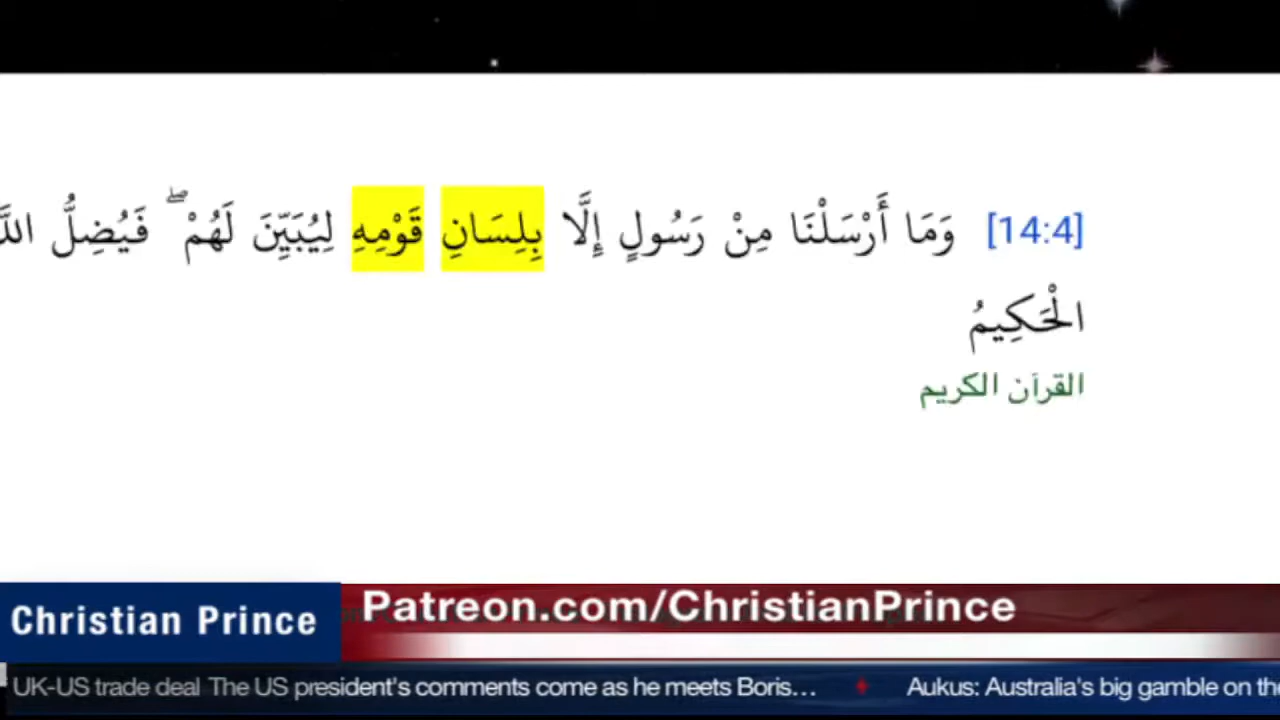 [14:4] وَمَا أَرْسَلْنَا مِنْ رَسُولٍ إِلَّا بِلِسَانِ قَوْمِهِ لِيُبَيِّنَ لَهُمْ ۖ فَيُضِلُّ
الْحَكِيمُ
القرآن الكريم
Patreon.com/ChristianPrince
Christian Prince
UK-US trade deal The US president's comments come as he meets Boris... Aukus: Australia's big gamble on the